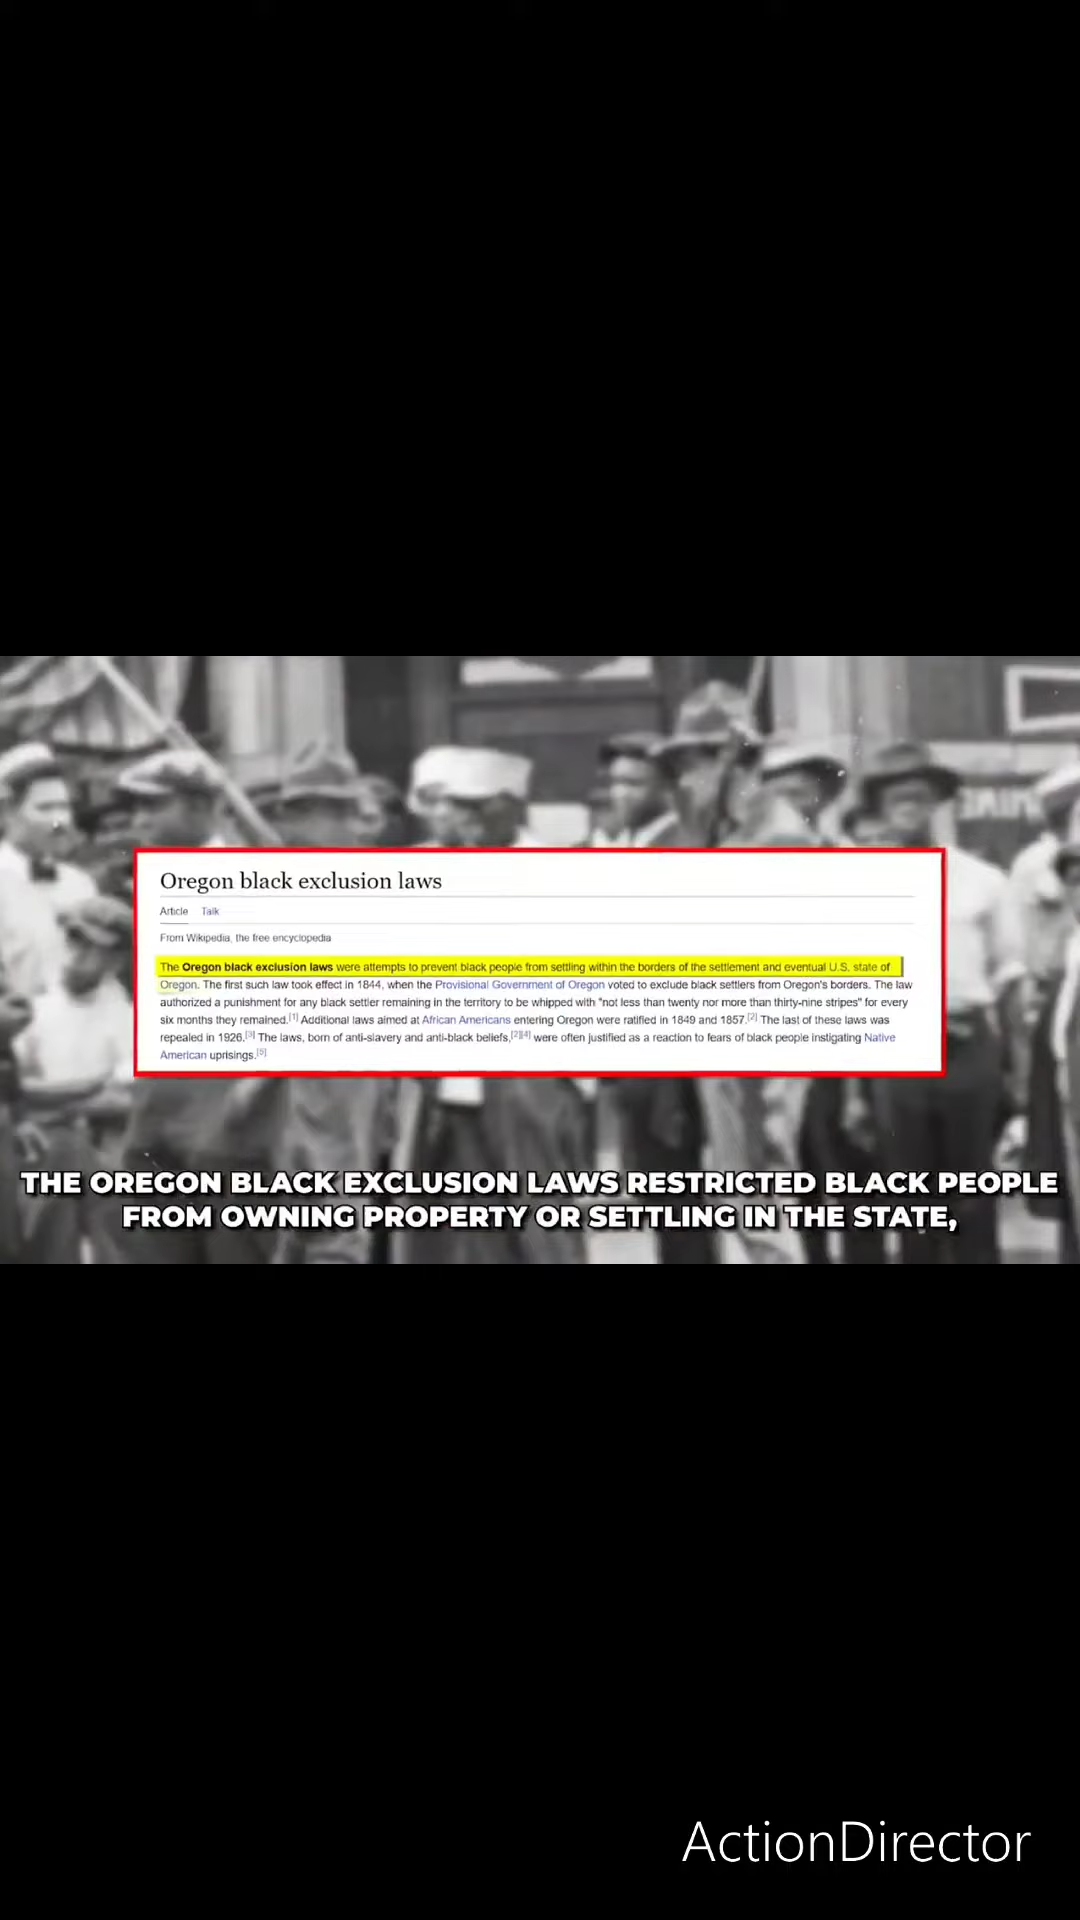 Oregon black exclusion laws
Article Talk
From Wikipedia, the free encyclopedia
The Oregon black exclusion laws were attempts to prevent black people from settling within the borders of the settlement and eventual U.S. state of
Oregon. The first such law took effect in 1844, when the Provisional Government of Oregon voted to exclude black settlers from Oregon's borders. The law
authorized a punishment for any black settler remaining in the territory to be whipped with "not less than twenty nor more than thirty-nine stripes" for every
six months they remained.[1] Additional laws aimed at African Americans entering Oregon were ratified in 1849 and 1857.[2] The last of these laws was
repealed in 1926.[3] The laws, born of anti-slavery and anti-black beliefs,[2][4] were often justified as a reaction to fears of black people instigating Native
American uprisings.[5]
THE OREGON BLACK EXCLUSION LAWS RESTRICTED BLACK PEOPLE
FROM OWNING PROPERTY OR SETTLING IN THE STATE,
ActionDirector